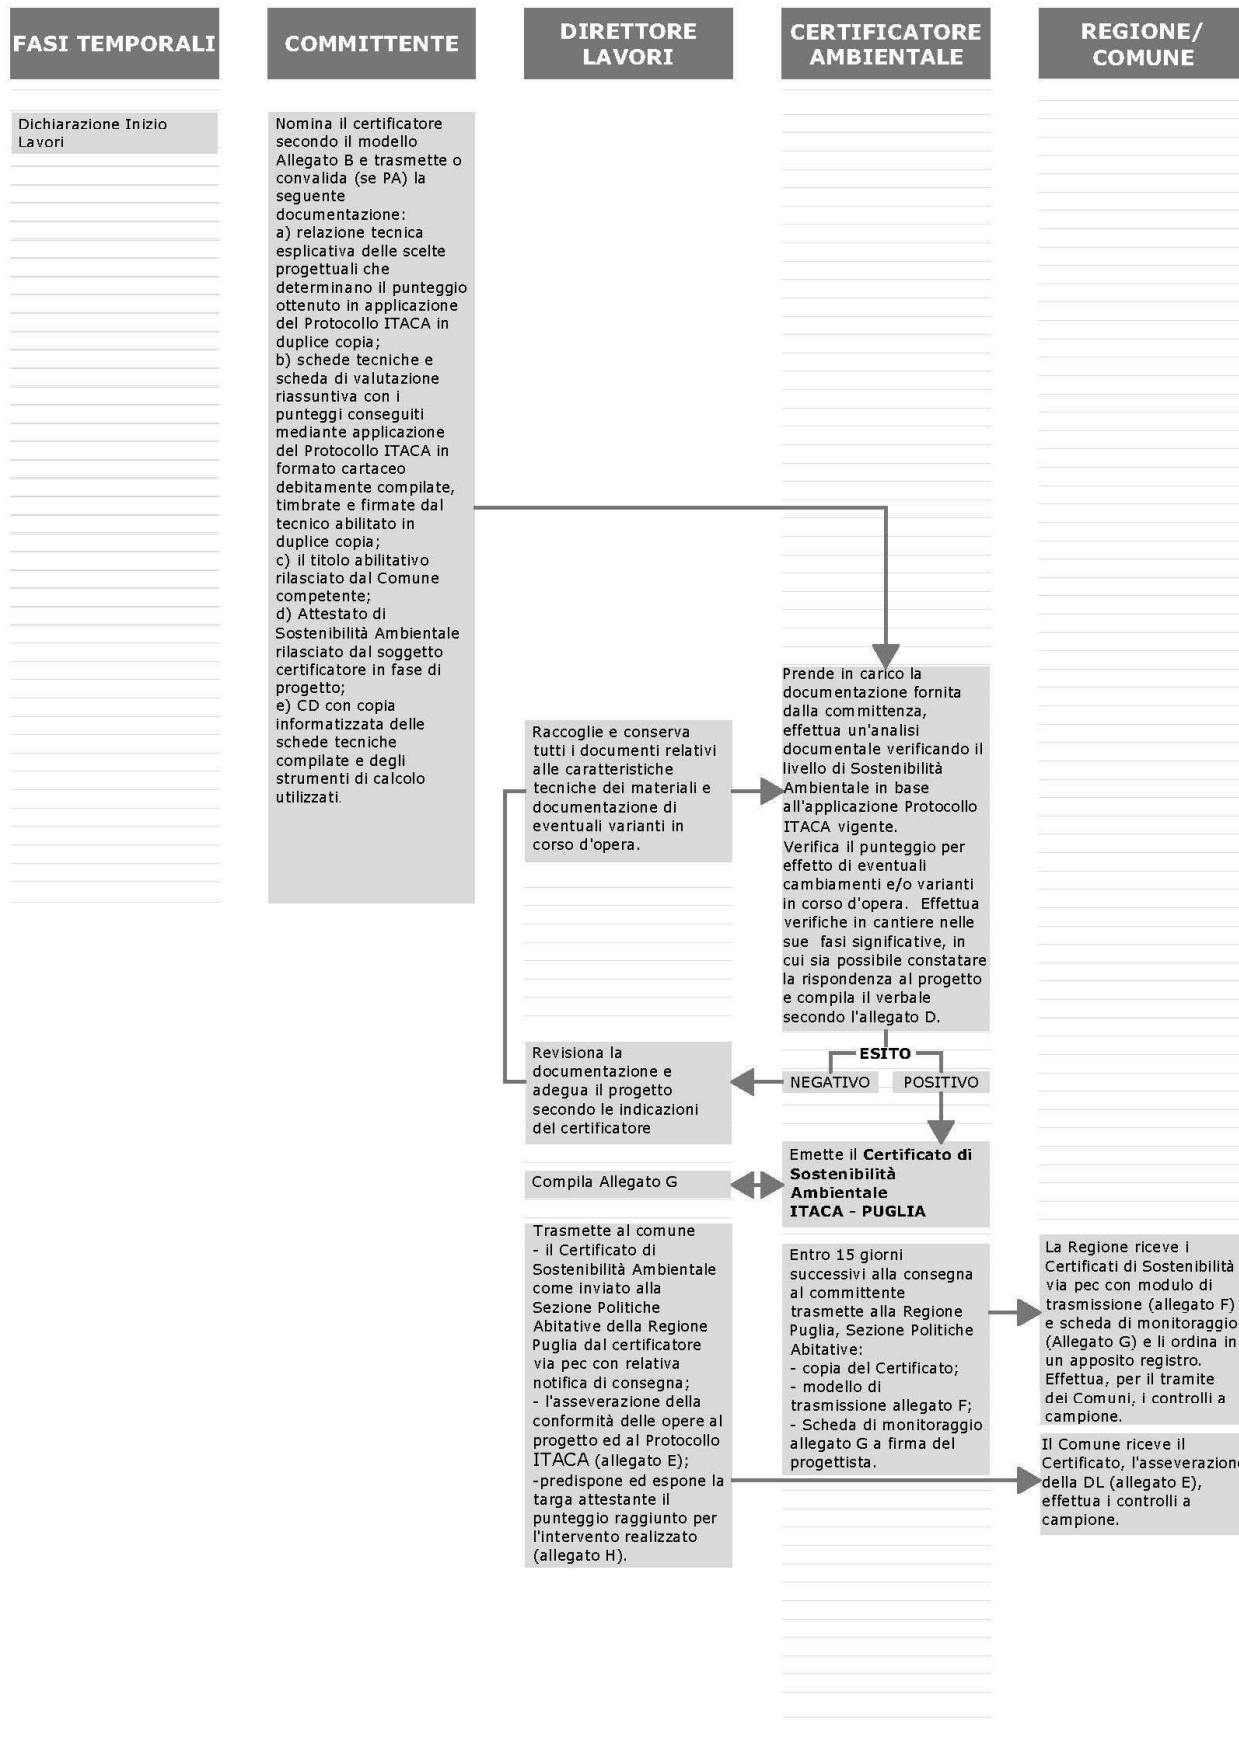 FASI TEMPORALI
COMMITTENTE
DIRETTORE
LAVORI
CERTIFICATORE
AMBIENTALE
REGIONE/
COMUNE
Dichiarazione Inizio
Lavori
Nomina il certificatore
secondo il modello
Allegato B e trasmette o
convalida (se PA) la
seguente
documentazione:
a) relazione tecnica
esplicativa delle scelte
progettuali che
determinano il punteggio
ottenuto in applicazione
del Protocollo ITACA in
duplice copia;
b) schede tecniche e
scheda di valutazione
riassuntiva con i
punteggi conseguiti
mediante applicazione
del Protocollo ITACA in
formato cartaceo
debitamente compilate,
timbrate e firmate dal
tecnico abilitato in
duplice copia;
c) il titolo abilitativo
rilasciato dal Comune
competente;
d) Attestato di
Sostenibilità Ambientale
rilasciato dal soggetto
certificatore in fase di
progetto;
e) CD con copia
informatizzata delle
schede tecniche
compilate e degli
strumenti di calcolo
utilizzati.
Raccoglie e conserva
tutti i documenti relativi
alle caratteristiche
tecniche dei materiali e
documentazione di
eventuali varianti in
corso d'opera.
Prende in carico la
documentazione fornita
dalla committenza,
effettua un'analisi
documentale verificando il
livello di Sostenibilità
Ambientale in base
all'applicazione Protocollo
ITACA vigente.
Verifica il punteggio per
effetto di eventuali
cambiamenti e/o varianti
in corso d'opera. Effettua
verifiche in cantiere nelle
sue fasi significative, in
cui sia possibile constatare
la rispondenza al progetto
e compila il verbale
secondo l'allegato D.
ESITO
NEGATIVO
POSITIVO
Revisiona la
documentazione e
adegua il progetto
secondo le indicazioni
del certificatore
Emette il Certificato di
Sostenibilità
Ambientale
ITACA - PUGLIA
Compila Allegato G
Trasmette al comune
- il Certificato di
Sostenibilità Ambientale
come inviato alla
Sezione Politiche
Abitative della Regione
Puglia dal certificatore
via pec con relativa
notifica di consegna;
- l'asseverazione della
conformità delle opere al
progetto ed al Protocollo
ITACA (allegato E);
-predispone ed espone la
targa attestante il
punteggio raggiunto per
l'intervento realizzato
(allegato H).
Entro 15 giorni
successivi alla consegna
al committente
trasmette alla Regione
Puglia, Sezione Politiche
Abitative:
- copia del Certificato;
- modello di
trasmissione allegato F;
- Scheda di monitoraggio
allegato G a firma del
progettista.
La Regione riceve i
Certificati di Sostenibilità
via pec con modulo di
trasmissione (allegato F)
e scheda di monitoraggio
(Allegato G) e li ordina in
un apposito registro.
Effettua, per il tramite
dei Comuni, i controlli a
campione.
Il Comune riceve il
Certificato, l'asseverazione
della DL (allegato E),
effettua i controlli a
campione.